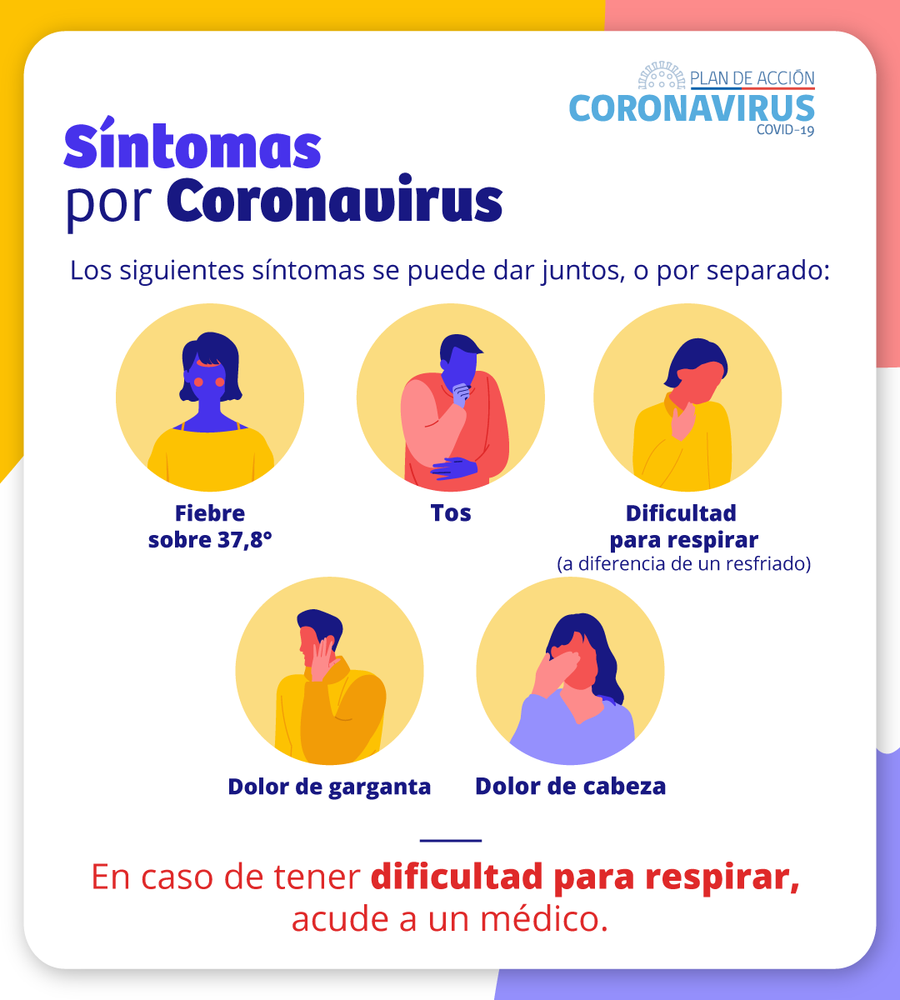 PLAN DE ACCIÓN
CORONAVIRUS
COVID-19
Síntomas
por Coronavirus
Los siguientes síntomas se puede dar juntos, o por separado:
Fiebre
sobre 37,8°
Tos
Dificultad
para respirar
(a diferencia de un resfriado)
Dolor de garganta
Dolor de cabeza
En caso de tener dificultad para respirar,
acude a un médico.